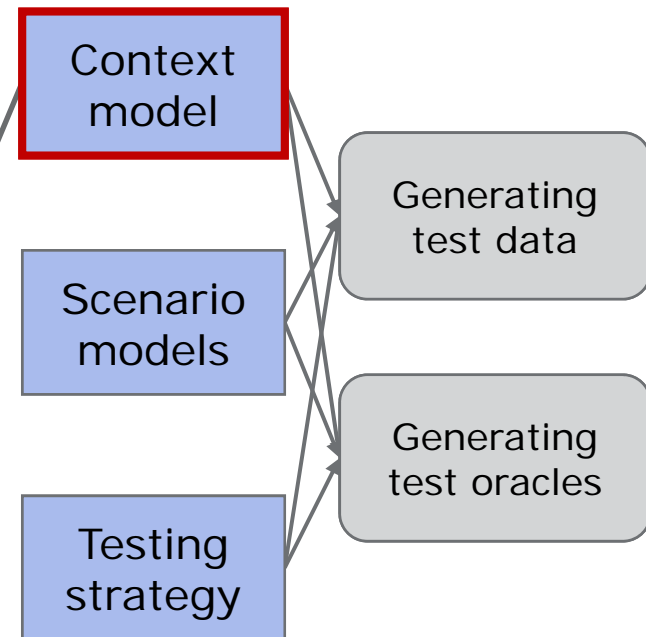 Context
model
Generating
test data
Scenario
models
Generating
test oracles
Testing
strategy